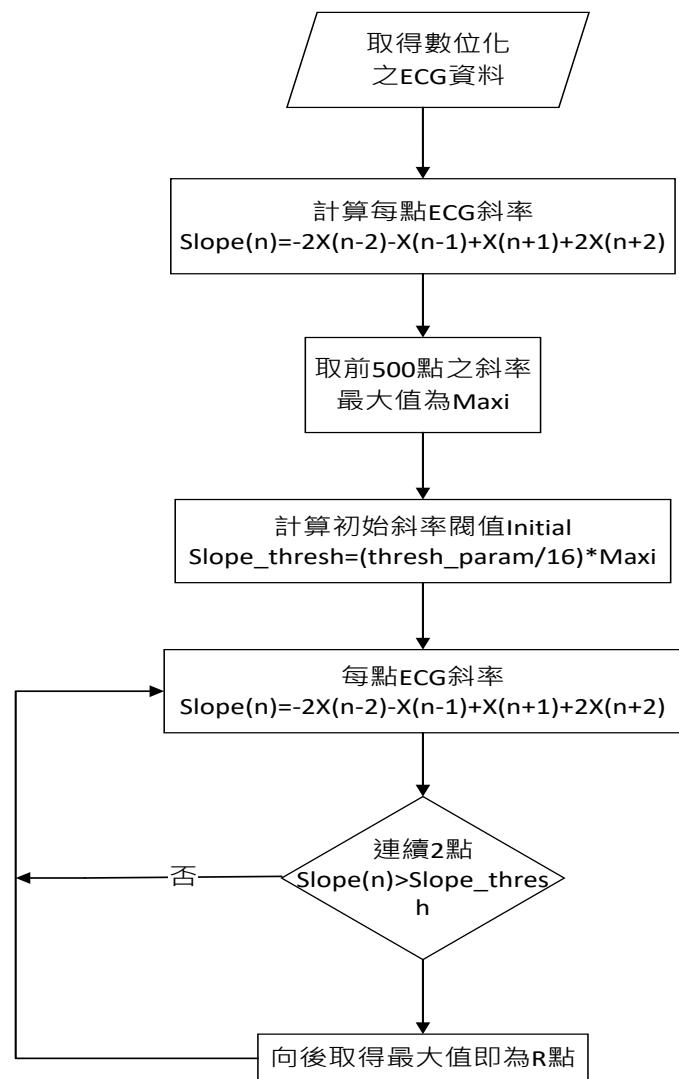 取得數位化
之ECG資料
計算每點ECG斜率
Slope(n)=-2X(n-2)-X(n-1)+X(n+1)+2X(n+2)
取前500點之斜率
最大值為Maxi
計算初始斜率閥值Initial
Slope_thresh=(thresh_param/16)*Maxi
每點ECG斜率
Slope(n)=-2X(n-2)-X(n-1)+X(n+1)+2X(n+2)
連續2點
Slope(n)>Slope_thres
h
否
向後取得最大值即為R點